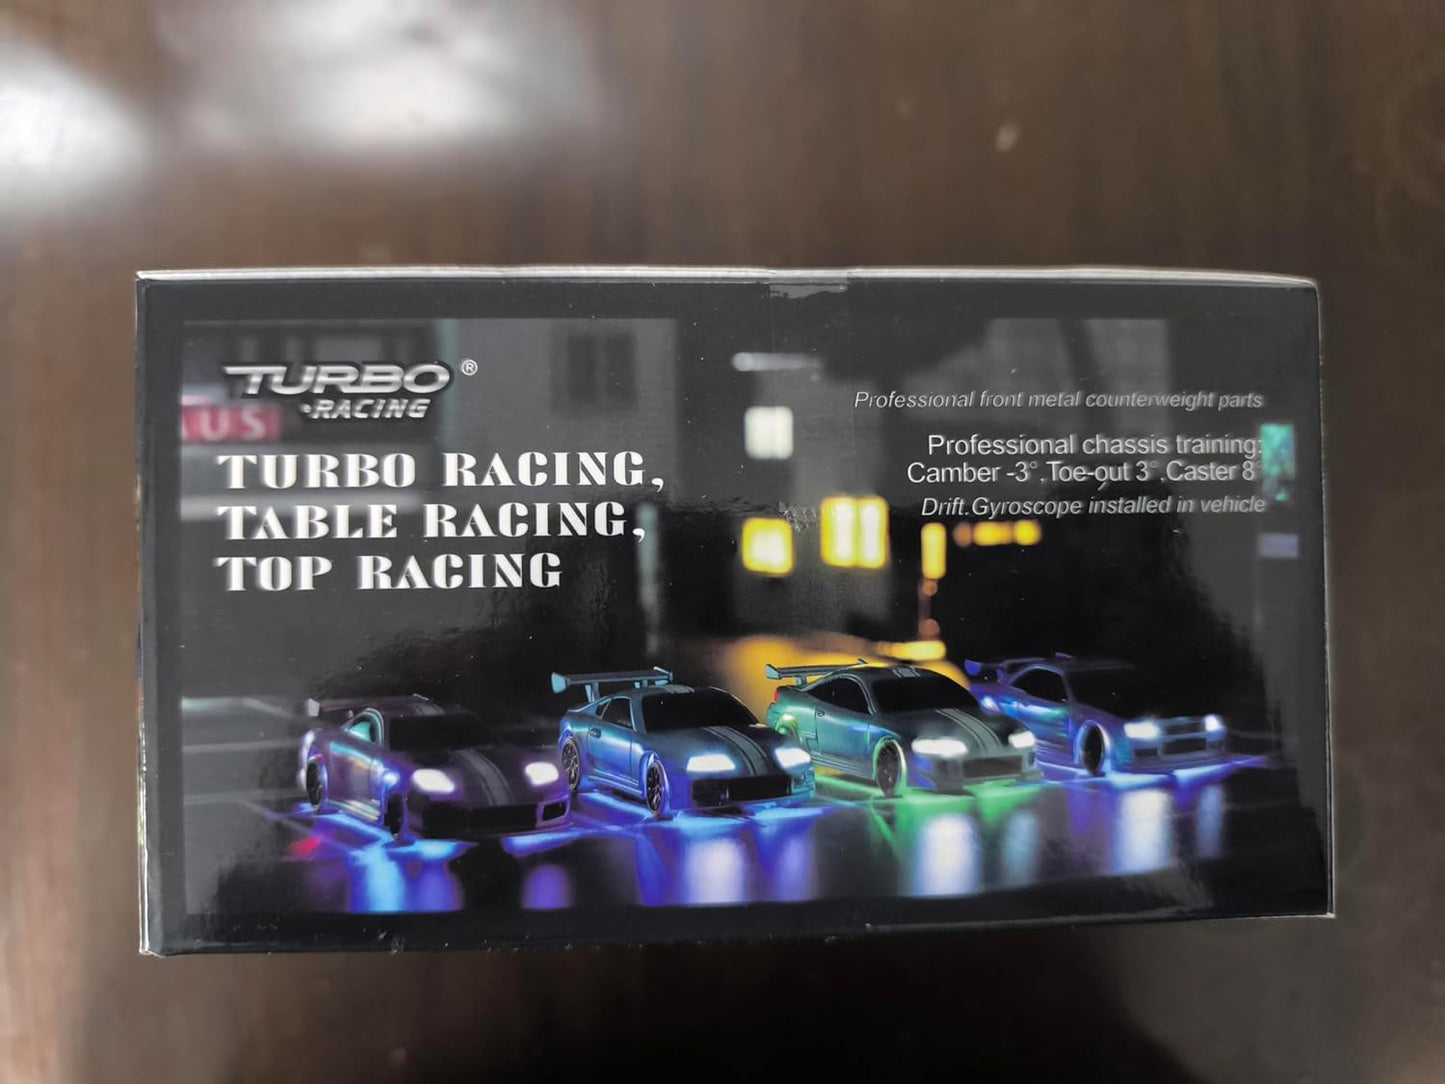 TURBO®
RACING
TURBO RACING,
TABLE RACING,
TOP RACING
Professional front metal counterweight parts
Professional chassis training:
Camber -3°,Toe-out 3°,Caster 8°
Drift.Gyroscope installed in vehicle
AUS